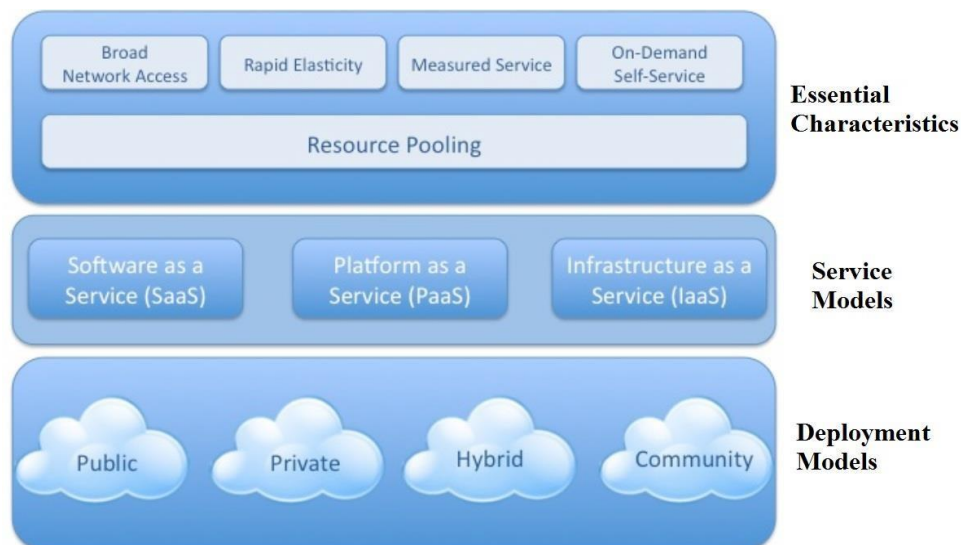 Broad
Network Access
Rapid Elasticity
Measured Service
On-Demand
Self-Service
Resource Pooling
Essential
Characteristics
Software as a
Service (SaaS)
Platform as a
Service (PaaS)
Infrastructure as a
Service (IaaS)
Service
Models
Public
Private
Hybrid
Community
Deployment
Models